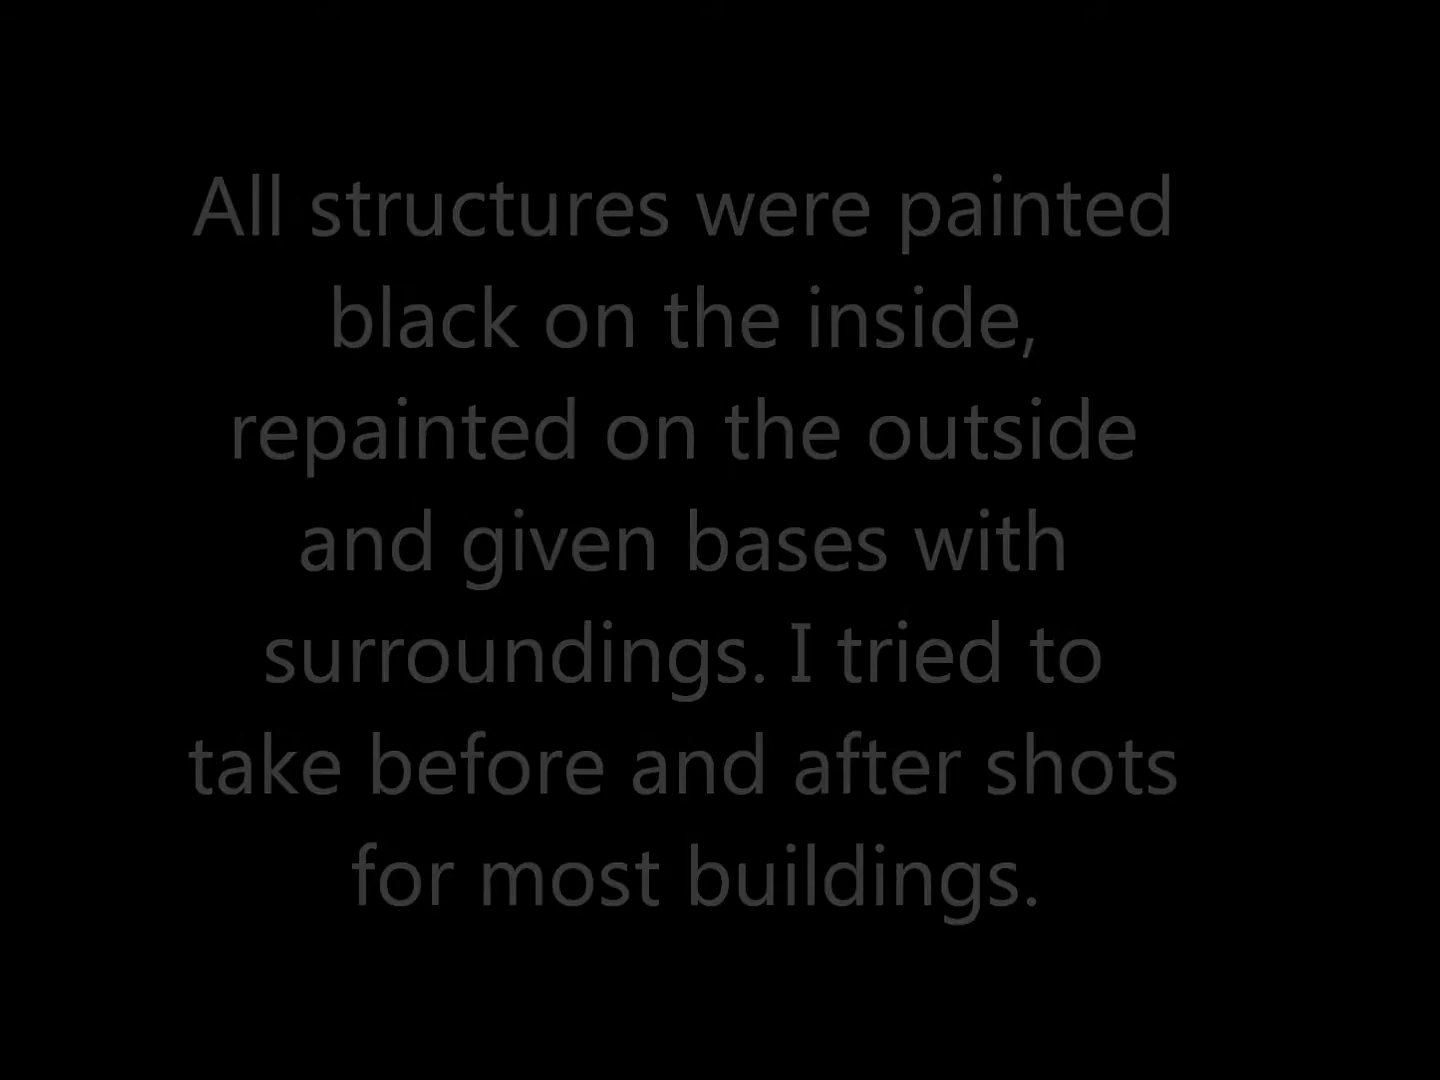 All structures were painted
black on the inside,
repainted on the outside
and given bases with
surroundings. I tried to
take before and after shots
for most buildings.